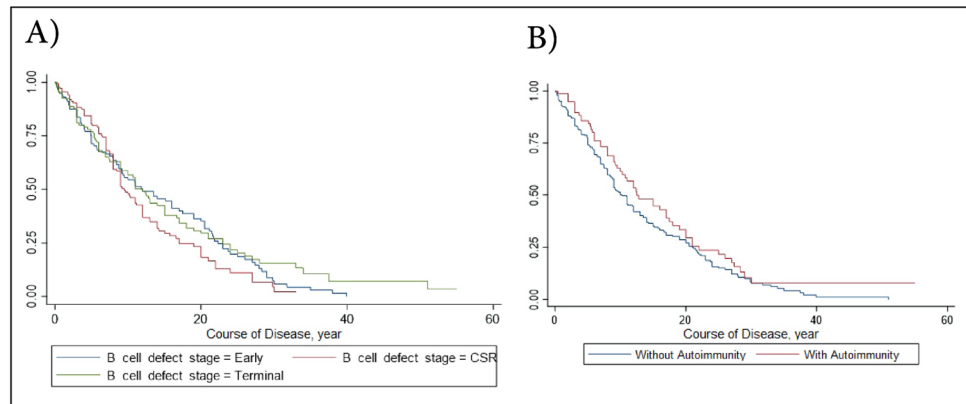 A)
1.00
0.75
0.50
0.25
0.00
0 20 40 60
Course of Disease, year
B cell defect stage = Early B cell defect stage = CSR
B cell defect stage = Terminal
B)
1.00
0.75
0.50
0.25
0.00
0 20 40 60
Course of Disease, year
Without Autoimmunity With Autoimmunity